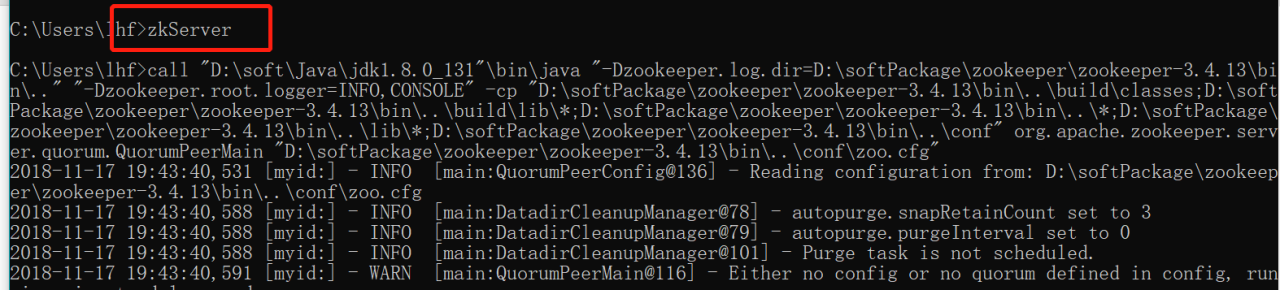 C:\Users\lhf>zkServer
C:\Users\lhf>call "D:\soft\Java\jdk1.8.0_131"\bin\java "-Dzookeeper.log.dir=D:\softPackage\zookeeper\zookeeper-3.4.13\bi
n\.." "-Dzookeeper.root.logger=INFO,CONSOLE" -cp "D:\softPackage\zookeeper\zookeeper-3.4.13\bin\..\build\classes;D:\soft
Package\zookeeper\zookeeper-3.4.13\bin\..\build\lib\*;D:\softPackage\zookeeper\zookeeper-3.4.13\bin\..\*;D:\softPackage\
zookeeper\zookeeper-3.4.13\bin\..\lib\*;D:\softPackage\zookeeper\zookeeper-3.4.13\bin\..\conf" org.apache.zookeeper.serv
er.quorum.QuorumPeerMain "D:\softPackage\zookeeper\zookeeper-3.4.13\bin\..\conf\zoo.cfg"
2018-11-17 19:43:40,531 [myid:] - INFO  [main:QuorumPeerConfig@136] - Reading configuration from: D:\softPackage\zookeep
er\zookeeper-3.4.13\bin\..\conf\zoo.cfg
2018-11-17 19:43:40,588 [myid:] - INFO  [main:DatadirCleanupManager@78] - autopurge.snapRetainCount set to 3
2018-11-17 19:43:40,588 [myid:] - INFO  [main:DatadirCleanupManager@79] - autopurge.purgeInterval set to 0
2018-11-17 19:43:40,588 [myid:] - INFO  [main:DatadirCleanupManager@101] - Purge task is not scheduled.
2018-11-17 19:43:40,591 [myid:] - WARN  [main:QuorumPeerMain@116] - Either no config or no quorum defined in config, run